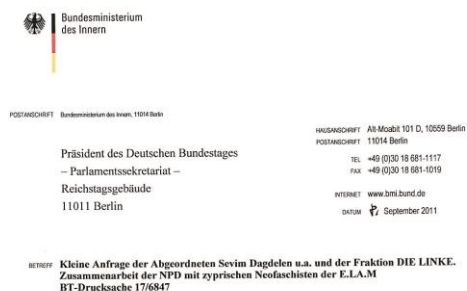 Bundesministerium
des Innern
POSTANSCHRIFT Bundesministerium des Innern, 11014 Berlin
HAUSANSCHRIFT Alt-Moabit 101 D, 10559 Berlin
POSTANSCHRIFT 11014 Berlin
TEL +49 (0)30 18 681-1117
FAX +49 (0)30 18 681-1019
INTERNET www.bmi.bund.de
DATUM September 2011
Präsident des Deutschen Bundestages
– Parlamentssekretariat –
Reichstagsgebäude
11011 Berlin
BETREFF Kleine Anfrage der Abgeordneten Sevim Dagdelen u.a. und der Fraktion DIE LINKE.
Zusammenarbeit der NPD mit zyprischen Neofaschisten der E.LA.M
BT-Drucksache 17/6847